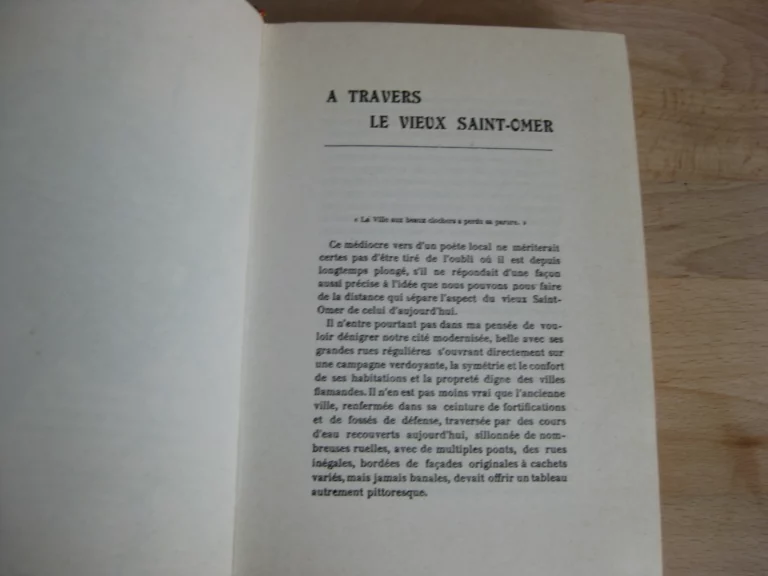 A TRAVERS
LE VIEUX SAINT-OMER
« La Ville aux beaux clochers a perdu sa parure. »
Ce médiocre vers d'un poète local ne mériterait
certes pas d'être tiré de l'oubli où il est depuis
longtemps plongé, s'il ne répondait d'une façon
aussi précise à l'idée que nous pouvons nous faire
de la distance qui sépare l'aspect du vieux Saint-
Omer de celui d'aujourd'hui.
Il n'entre pourtant pas dans ma pensée de vou-
loir dénigrer notre cité modernisée, belle avec ses
grandes rues régulières s'ouvrant directement sur
une campagne verdoyante, la symétrie et le confort
de ses habitations et la propreté digne des villes
flamandes. Il n'en est pas moins vrai que l'ancienne
ville, renfermée dans sa ceinture de fortifications
et de fossés de défense, traversée par des cours
d'eau recouverts aujourd'hui, sillonnée de nom-
breuses ruelles, avec de multiples ponts, des rues
inégales, bordées de façades originales à cachets
variés, mais jamais banales, devait offrir un tableau
autrement pittoresque.